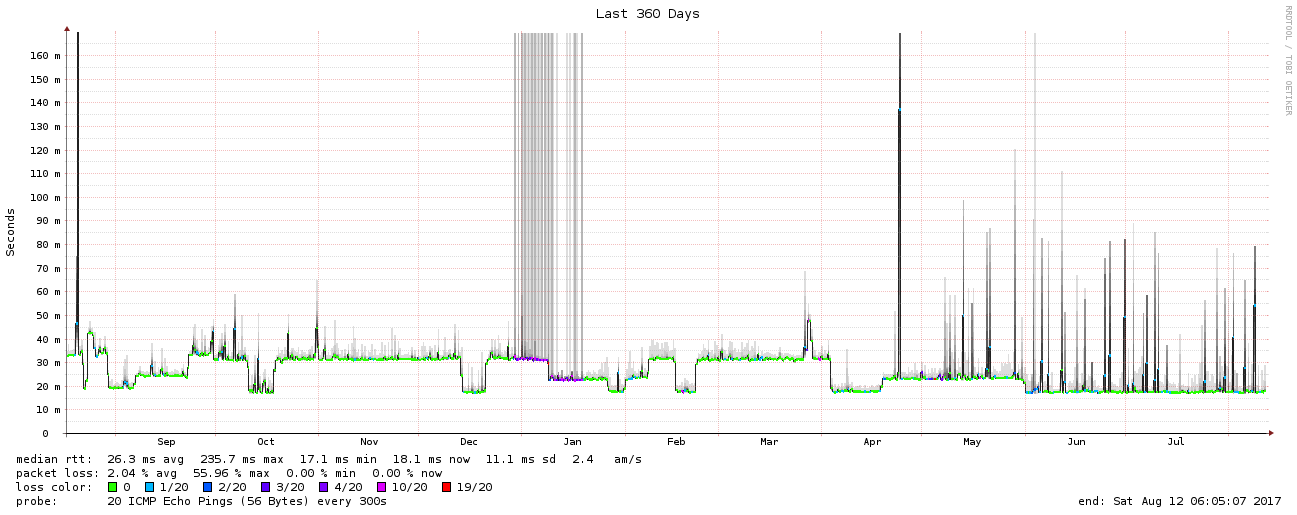 Last 360 Days
RRDTOOL / TOBI OETIKER
Seconds
160 m
150 m
140 m
130 m
120 m
110 m
100 m
90 m
80 m
70 m
60 m
50 m
40 m
30 m
20 m
10 m
0
Sep Oct Nov Dec Jan Feb Mar Apr May Jun Jul
median rtt: 26.3 ms avg 235.7 ms max 17.1 ms min 18.1 ms now 11.1 ms sd 2.4 am/s
packet loss: 2.04 % avg 55.96 % max 0.00 % min 0.00 % now
loss color: 0 1/20 2/20 3/20 4/20 10/20 19/20
probe: 20 ICMP Echo Pings (56 Bytes) every 300s end: Sat Aug 12 06:05:07 2017